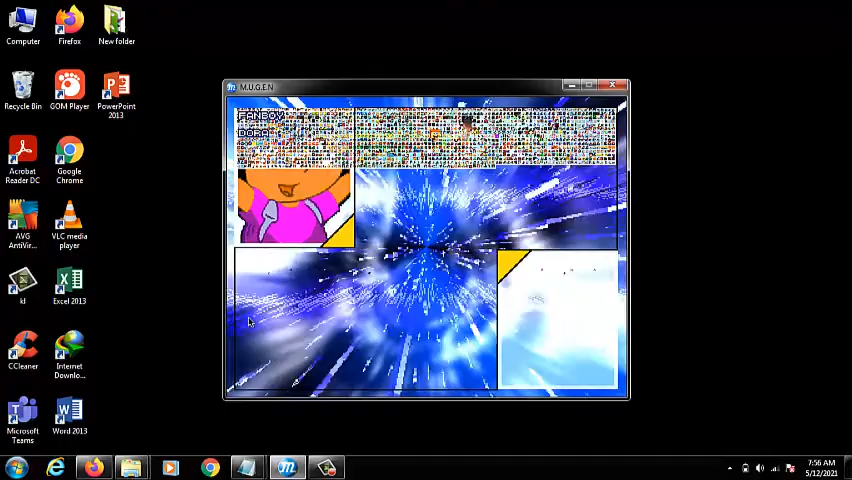 Computer
Firefox
New folder
M.U.G.E.N
FANBOY
DORA
Recycle Bin
GOM Player
PowerPoint
2013
Acrobat
Reader DC
Google
Chrome
AVG
AntiVir...
VLC media
player
kl
Excel 2013
CCleaner
Internet
Downlo...
Microsoft
Teams
Word 2013
7:56 AM
5/12/2021